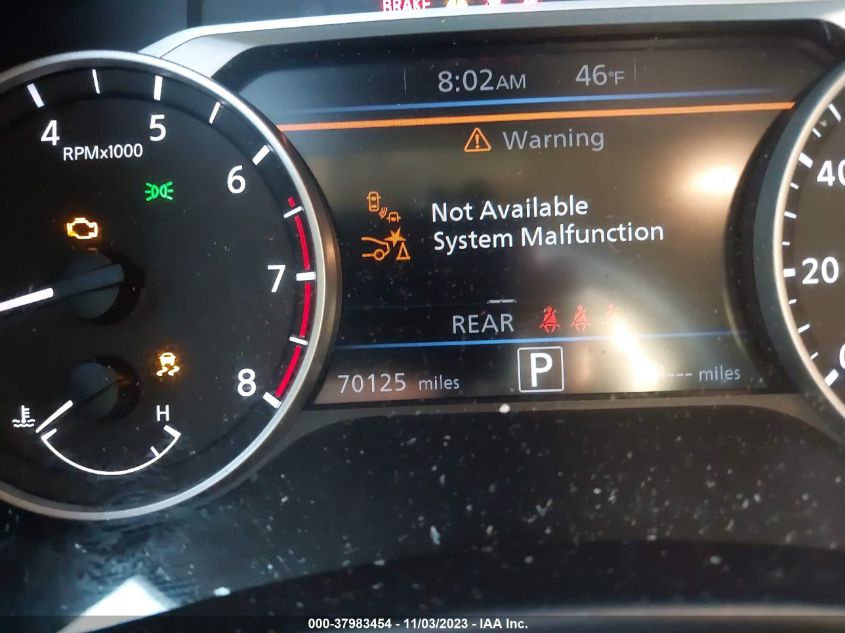 BRAKE
8:02AM 46°F
Warning
Not Available
System Malfunction
REAR
70125 miles
P
--- miles
4
5
6
7
8
RPMx1000
H
40
20
0
000-37983454 - 11/03/2023 - IAA Inc.